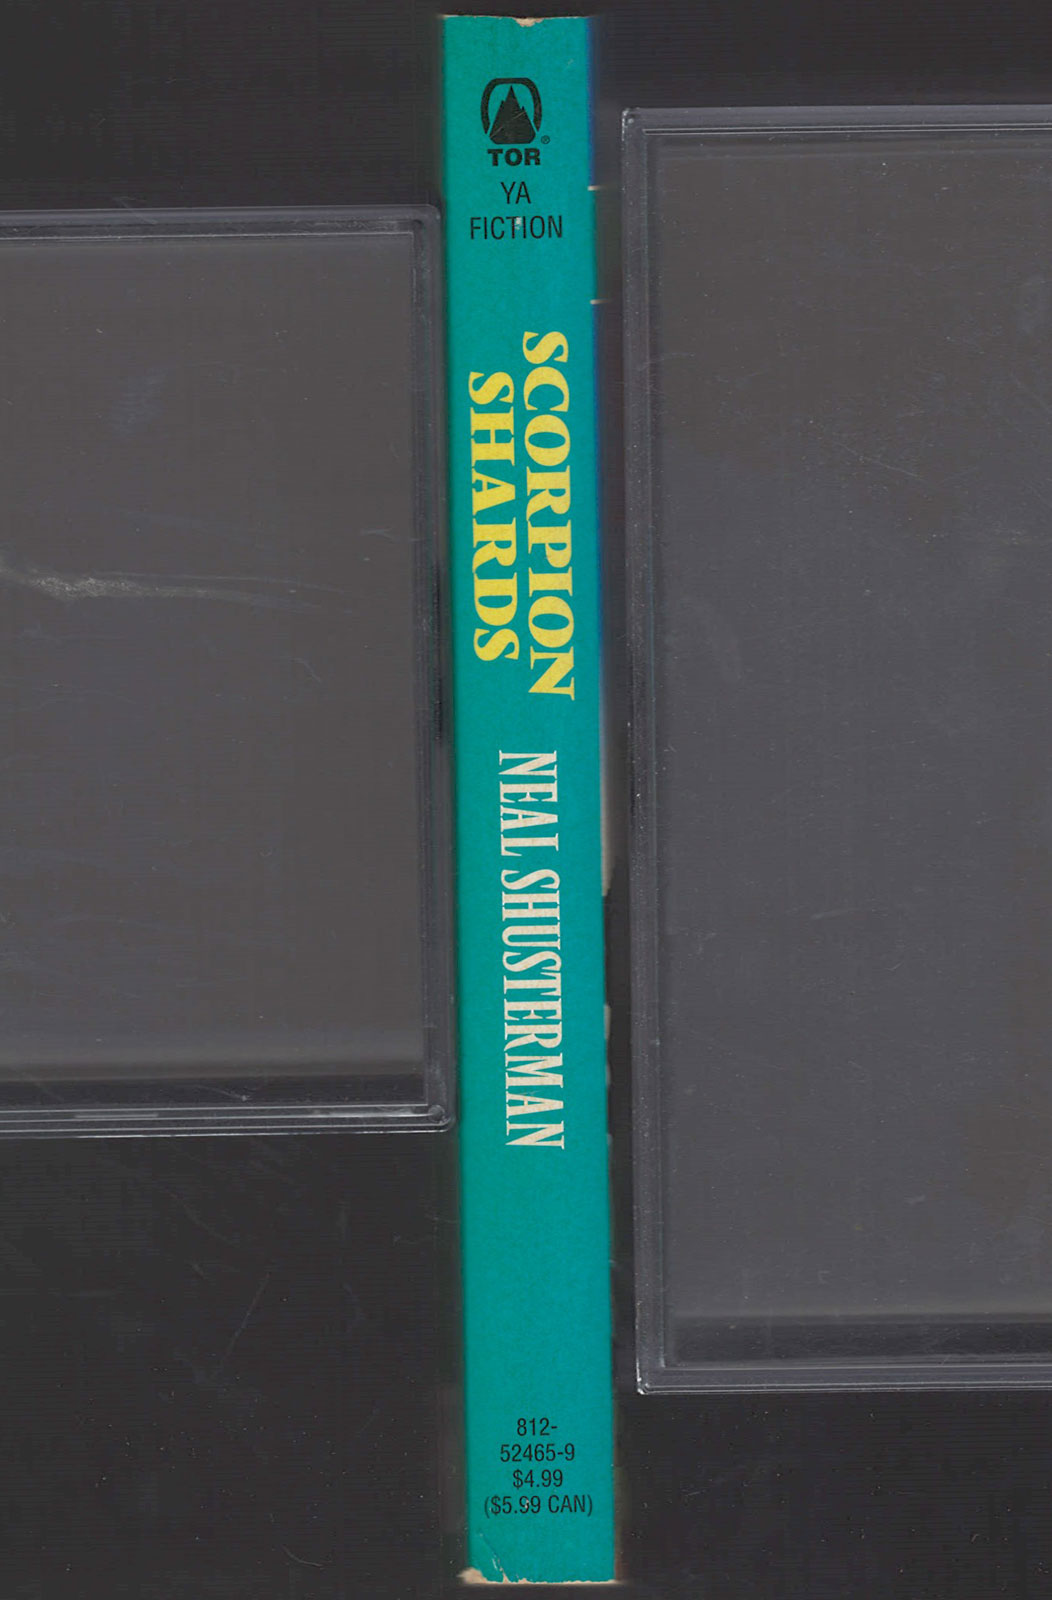 TOR®
YA
FICTION
SCORPION
SHARDS
NEAL SHUSTERMAN
812-
52465-9
$4.99
($5.99 CAN)